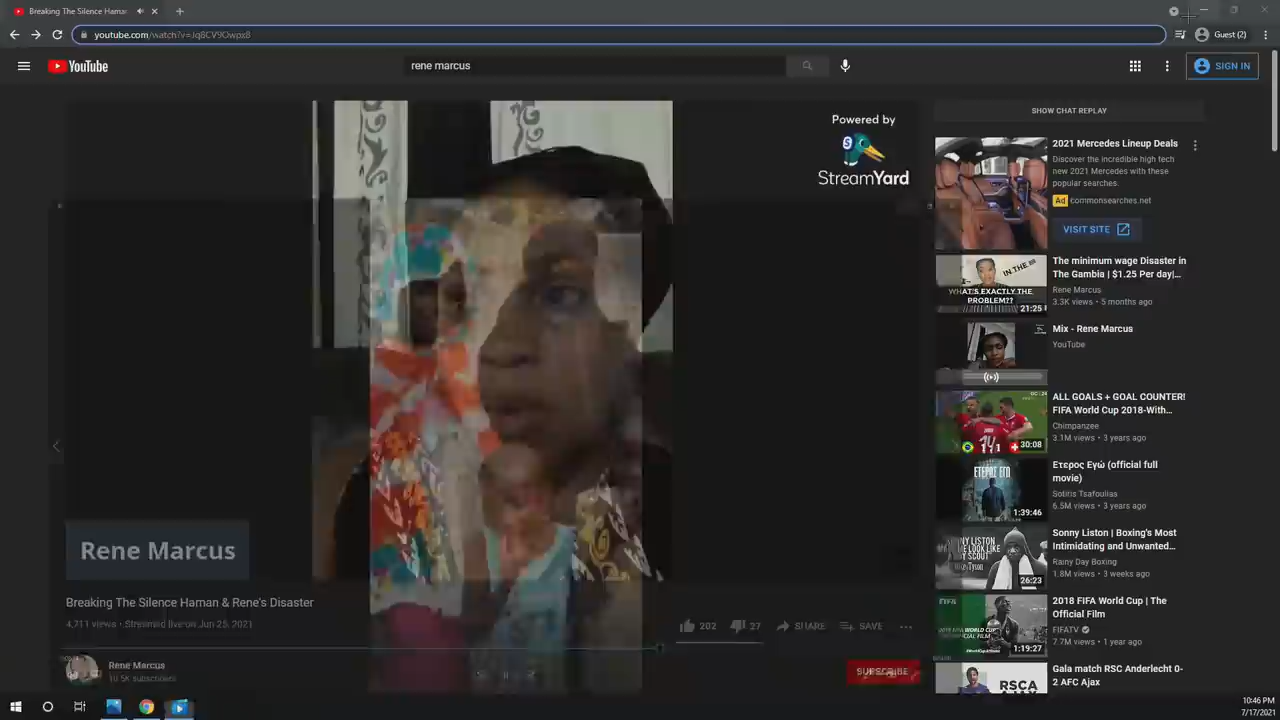 Breaking The Silence Haman
youtube.com/watch?v=Jq8CV9Owpx8
Guest (2)
YouTube
rene marcus
SIGN IN
Powered by
StreamYard
Rene Marcus
Breaking The Silence Haman & Rene's Disaster
4,211 views • Streamed live on Jun 25, 2021
202
27
SHARE
SAVE
Rene Marcus
10.5K subscribers
SUBSCRIBE
SHOW CHAT REPLAY
2021 Mercedes Lineup Deals
Discover the incredible high tech
new 2021 Mercedes with these
popular searches.
Ad commonsearches.net
VISIT SITE
IN THE
WHAT'S EXACTLY THE
PROBLEM??
21:25
The minimum wage Disaster in
The Gambia | $1.25 Per day|...
Rene Marcus
3.3K views • 5 months ago
Mix - Rene Marcus
YouTube
30:08
ALL GOALS + GOAL COUNTER!
FIFA World Cup 2018-With...
Chimpanzee
3.1M views • 3 years ago
ΕΤΕΡΟΣ ΕΓΩ
1:39:46
Ετερος Εγώ (official full
movie)
Sotiris Tsafoulias
6.5M views • 3 years ago
26:23
Sonny Liston | Boxing's Most
Intimidating and Unwanted...
Rainy Day Boxing
1.8M views • 3 weeks ago
1:19:27
2018 FIFA World Cup | The
Official Film
FIFATV
7.7M views • 1 year ago
RSCA
AJAX
Gala match RSC Anderlecht 0-
2 AFC Ajax
10:46 PM
7/17/2021